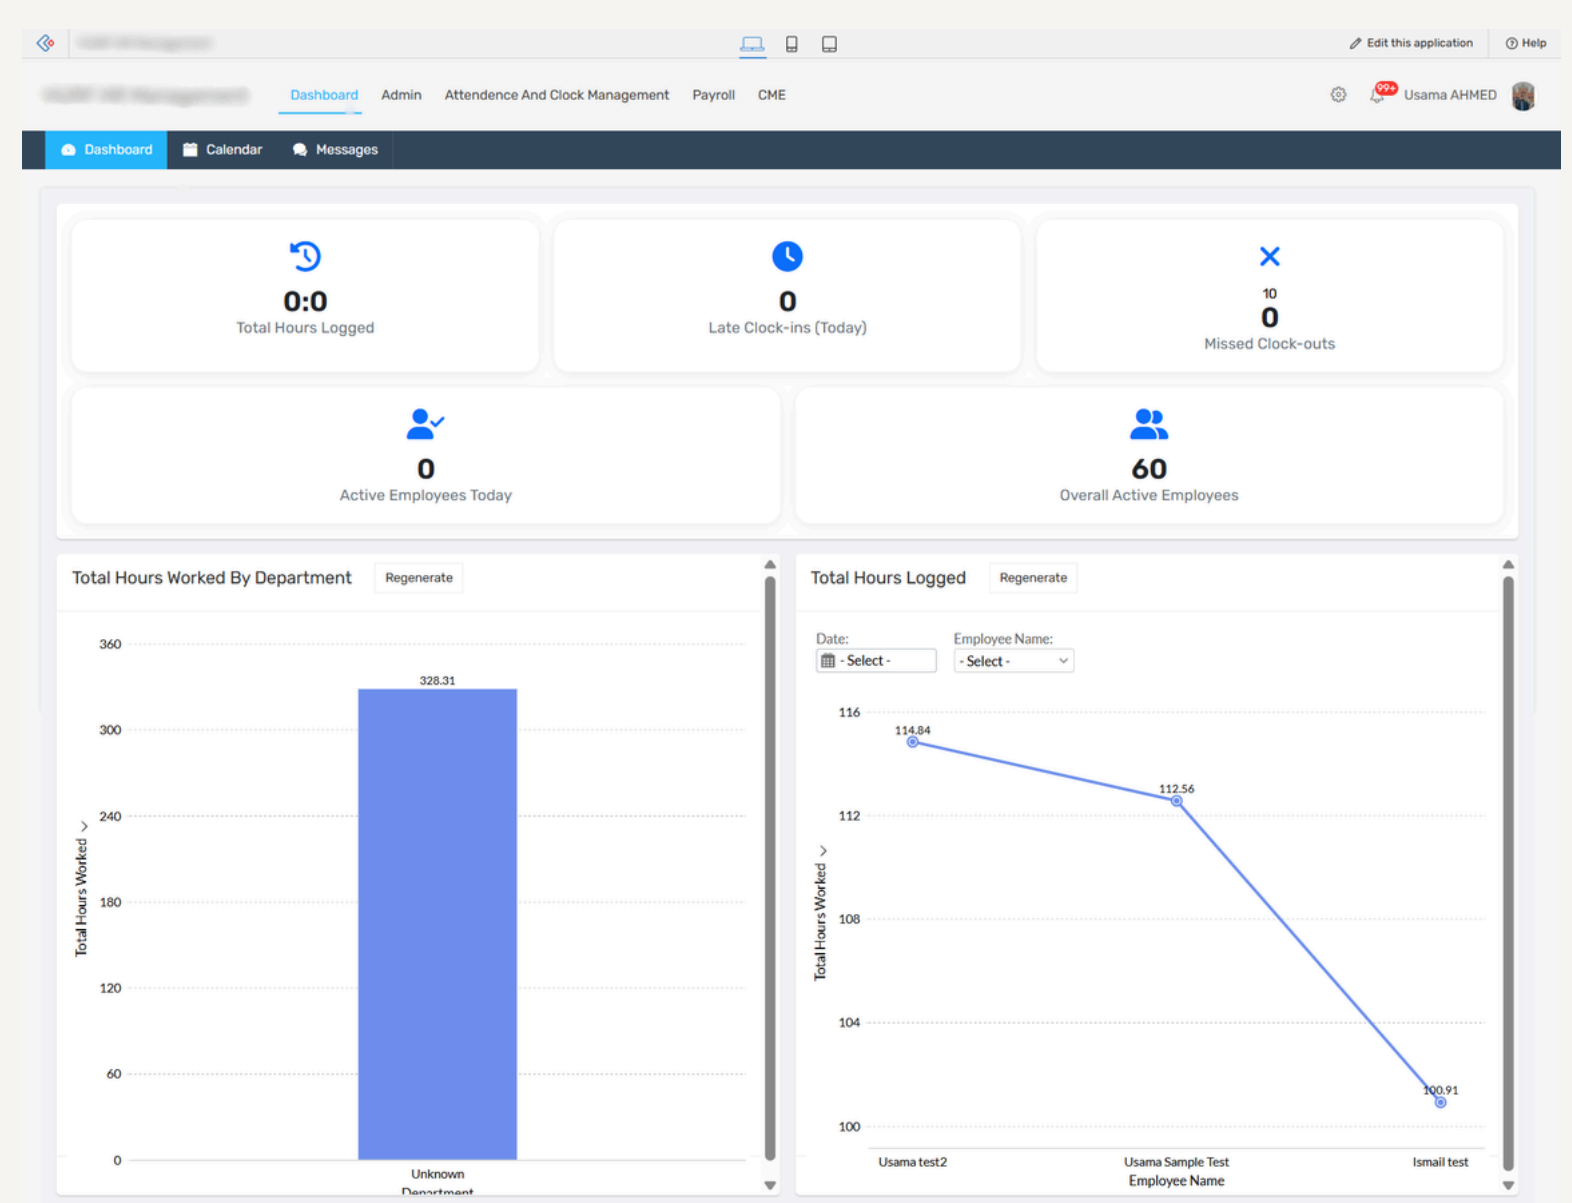 Edit this application
Help
Dashboard Admin Attendence And Clock Management Payroll CME
99+ Usama AHMED
Dashboard Calendar Messages
0:0
Total Hours Logged
0
Late Clock-ins (Today)
10
0
Missed Clock-outs
0
Active Employees Today
60
Overall Active Employees
Total Hours Worked By Department Regenerate
360
300
240
180
120
60
0
328.31
Total Hours Worked
Unknown
Department
Total Hours Logged Regenerate
Date: Employee Name:
- Select - - Select -
116
112
108
104
100
114.84
112.56
100.91
Total Hours Worked
Usama test2 Usama Sample Test Ismail test
Employee Name